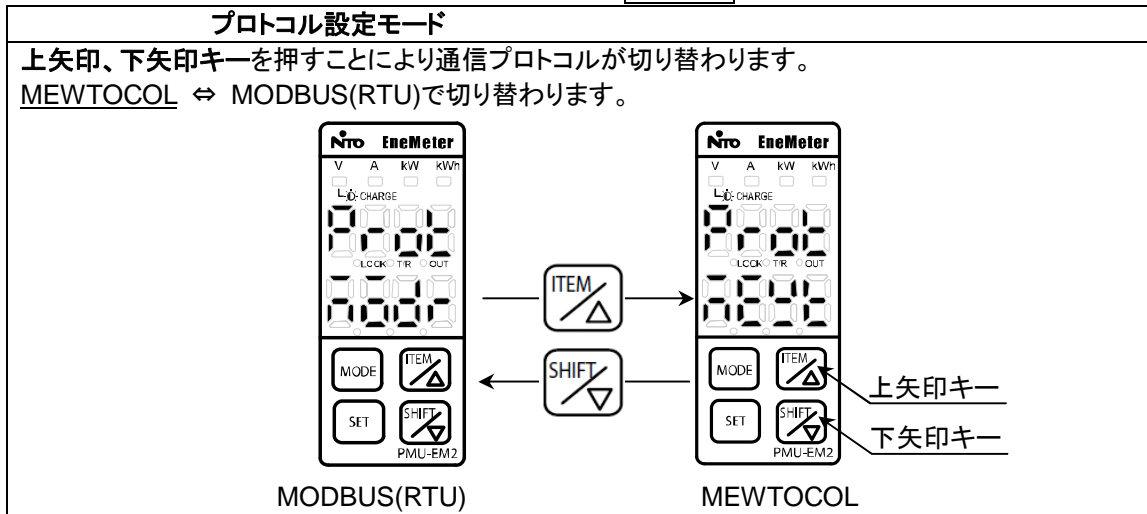 プロトコル設定モード
上矢印、下矢印キーを押すことにより通信プロトコルが切り替わります。
MEWTOCOL ⇔ MODBUS(RTU)で切り替わります。
NITO EneMeter
V A kW kWh
CHARGE
Prot
LOCK T/R OUT
modr
MODE ITEM
SET SHIFT
PMU-EM2
MODBUS(RTU)
ITEM
SHIFT
NITO EneMeter
V A kW kWh
CHARGE
Prot
LOCK T/R OUT
MODE ITEM
SET SHIFT
PMU-EM2
上矢印キー
下矢印キー
MEWTOCOL